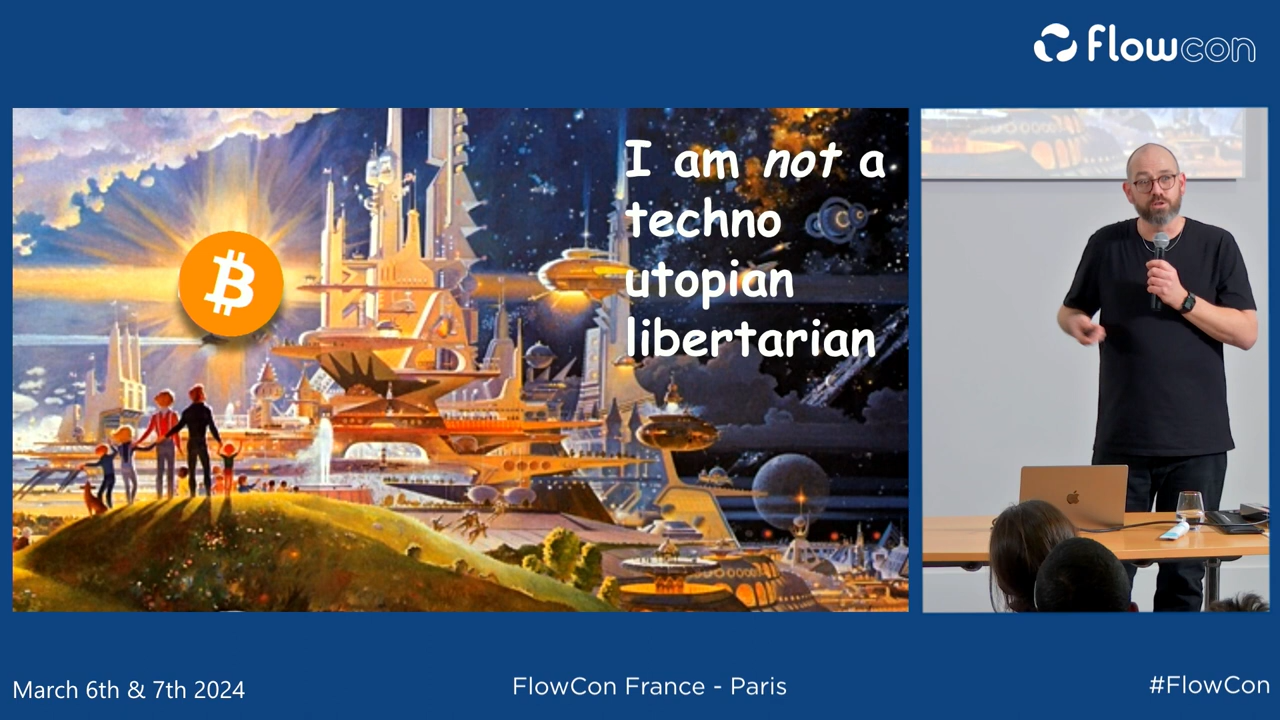 flowcon
I am not a
techno
utopian
libertarian
March 6th & 7th 2024
FlowCon France - Paris
#FlowCon